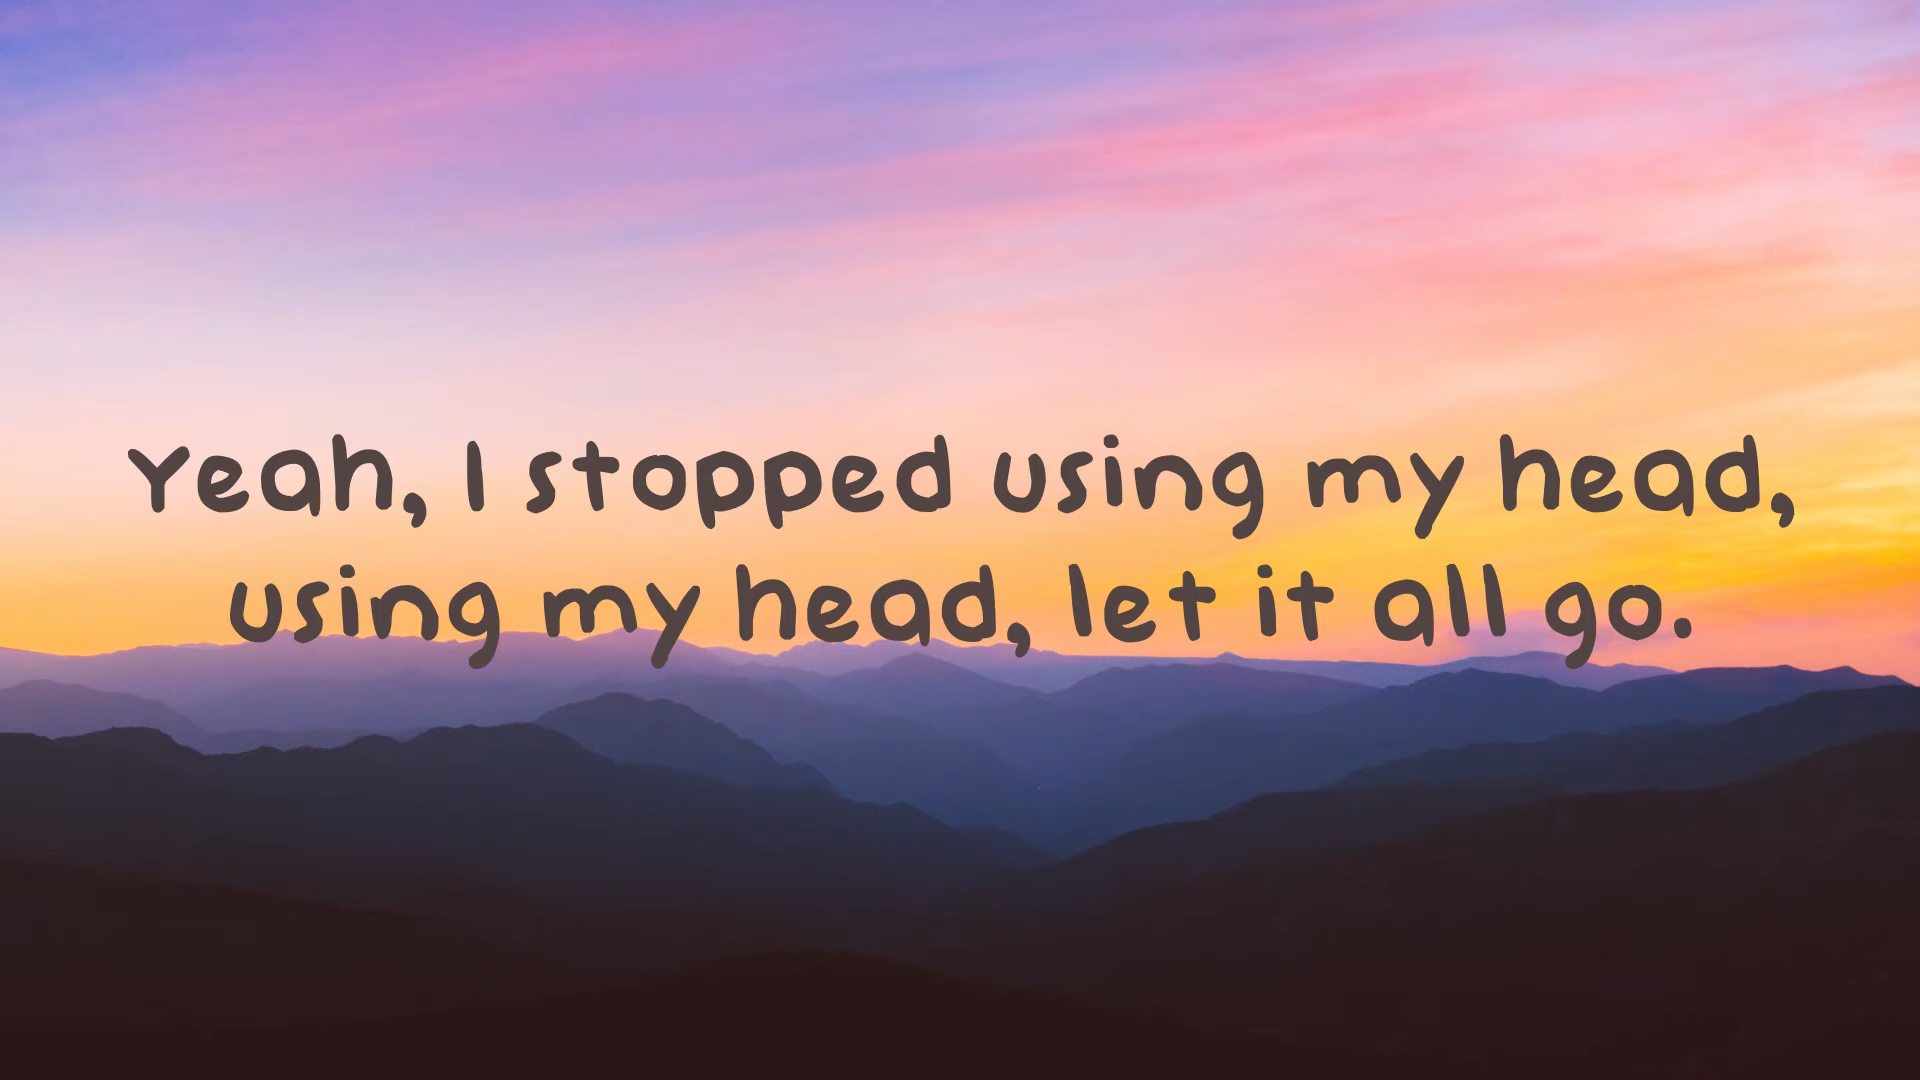 Yeah, I stopped using my head,
using my head, let it all go.